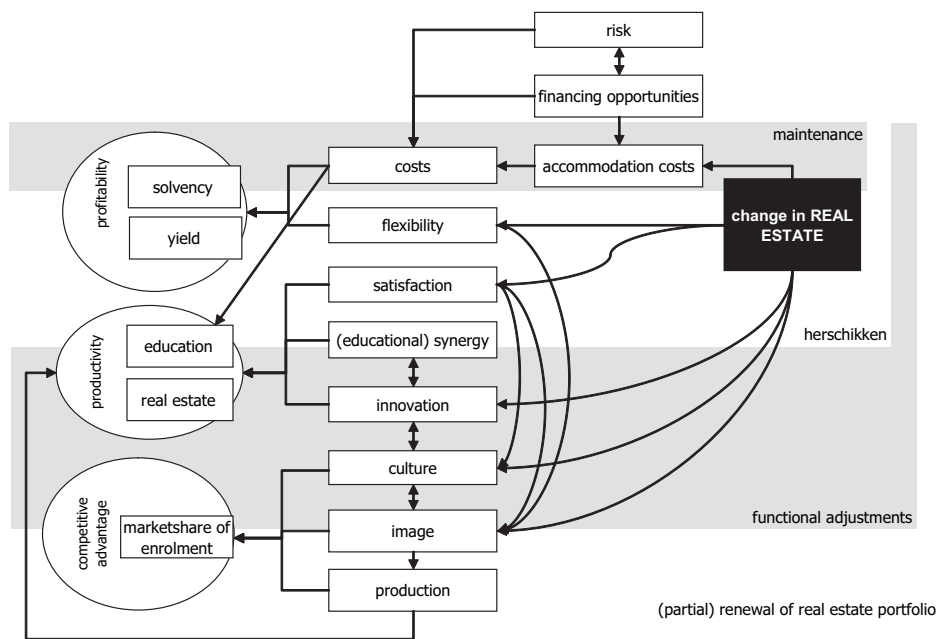 risk
financing opportunities
maintenance
costs
accommodation costs
profitability
solvency
yield
flexibility
change in REAL
ESTATE
satisfaction
(educational) synergy
herschikken
productivity
education
real estate
innovation
culture
competitive
advantage
marketshare of
enrolment
image
functional adjustments
production
(partial) renewal of real estate portfolio